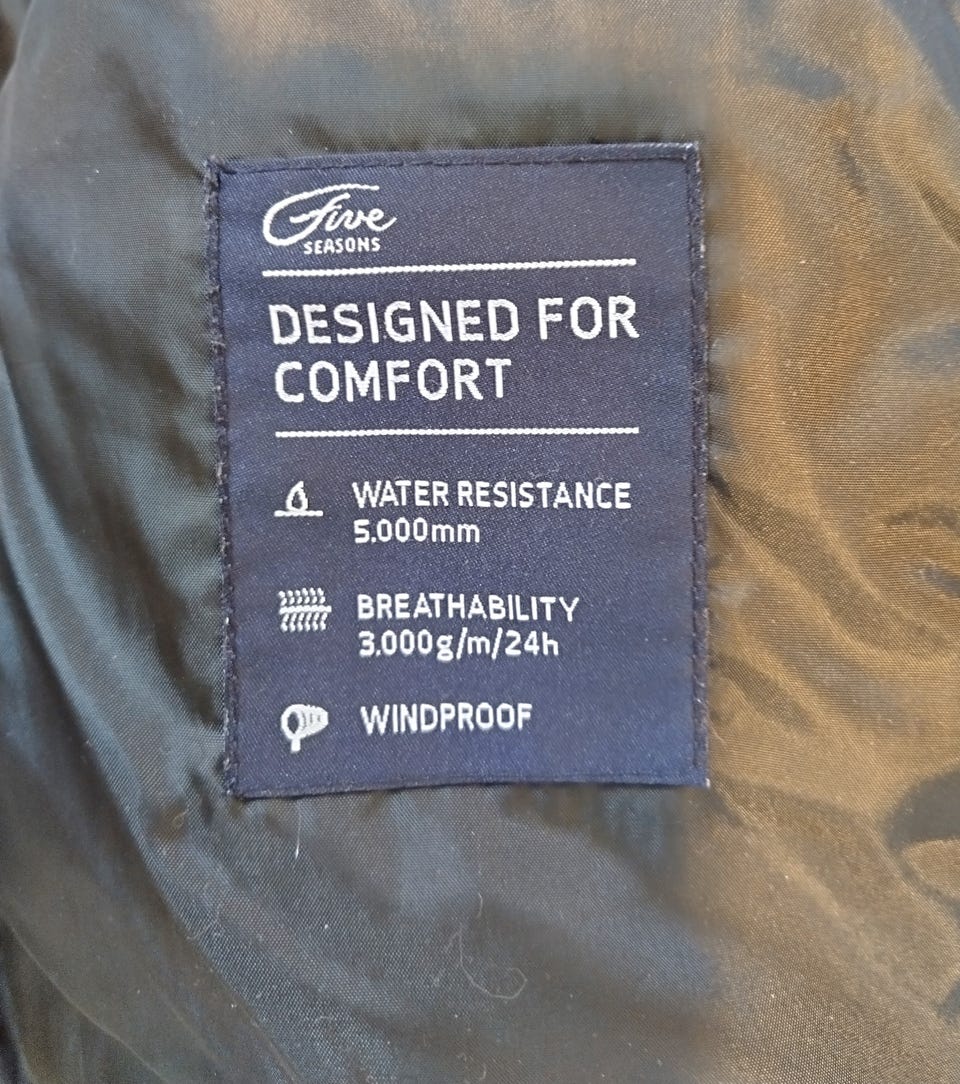 Five
SEASONS
DESIGNED FOR
COMFORT
WATER RESISTANCE
5.000mm
BREATHABILITY
3.000g/m/24h
WINDPROOF